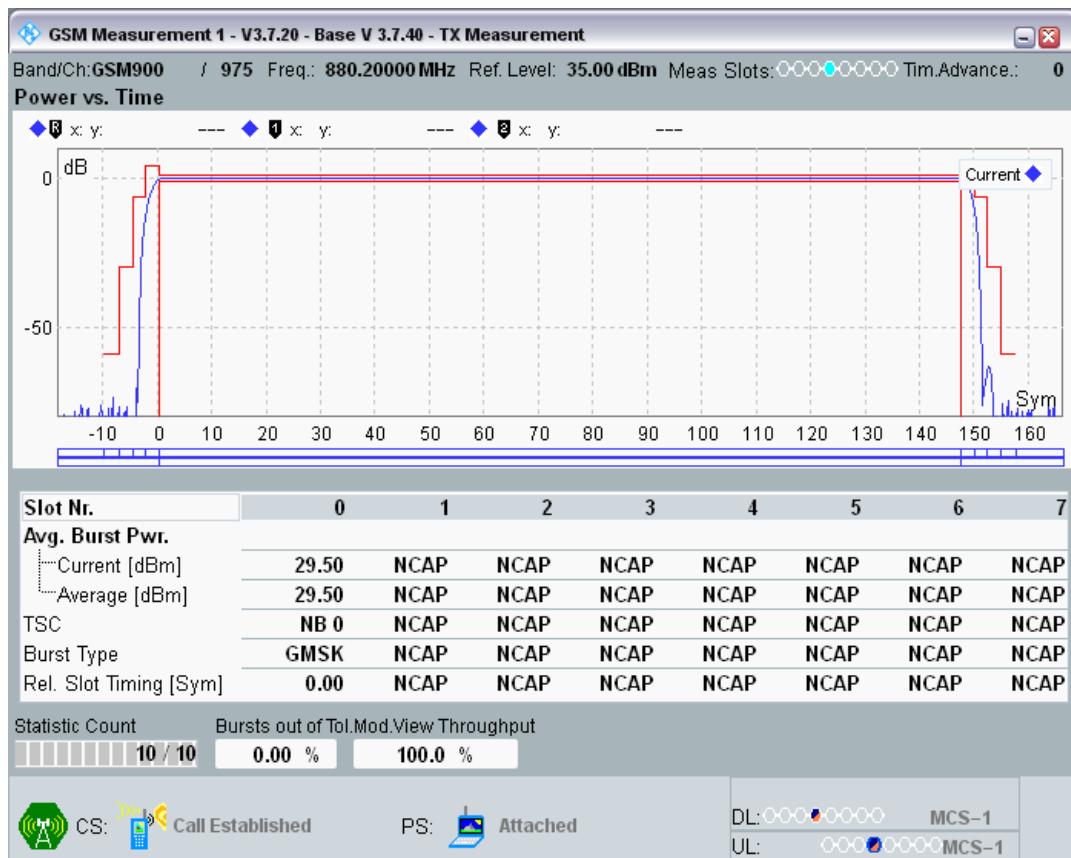 GSM Measurement 1 - V3.7.20 - Base V 3.7.40 - TX Measurement
Band/Ch:GSM900 / 975 Freq.: 880.20000 MHz Ref. Level: 35.00 dBm Meas Slots: Tim.Advance.: 0
Power vs. Time
R x: y: --- 1 x: y: --- 2 x: y: ---
dB
0
Current
-50
Sym
-10 0 10 20 30 40 50 60 70 80 90 100 110 120 130 140 150 160
Slot Nr. 0 1 2 3 4 5 6 7
Avg. Burst Pwr.
Current [dBm] 29.50 NCAP NCAP NCAP NCAP NCAP NCAP NCAP
Average [dBm] 29.50 NCAP NCAP NCAP NCAP NCAP NCAP NCAP
TSC NB 0 NCAP NCAP NCAP NCAP NCAP NCAP NCAP
Burst Type GMSK NCAP NCAP NCAP NCAP NCAP NCAP NCAP
Rel. Slot Timing [Sym] 0.00 NCAP NCAP NCAP NCAP NCAP NCAP NCAP
Statistic Count Bursts out of Tol.Mod.View Throughput
10 / 10 0.00 % 100.0 %
CS: Call Established PS: Attached DL: MCS-1
UL: MCS-1